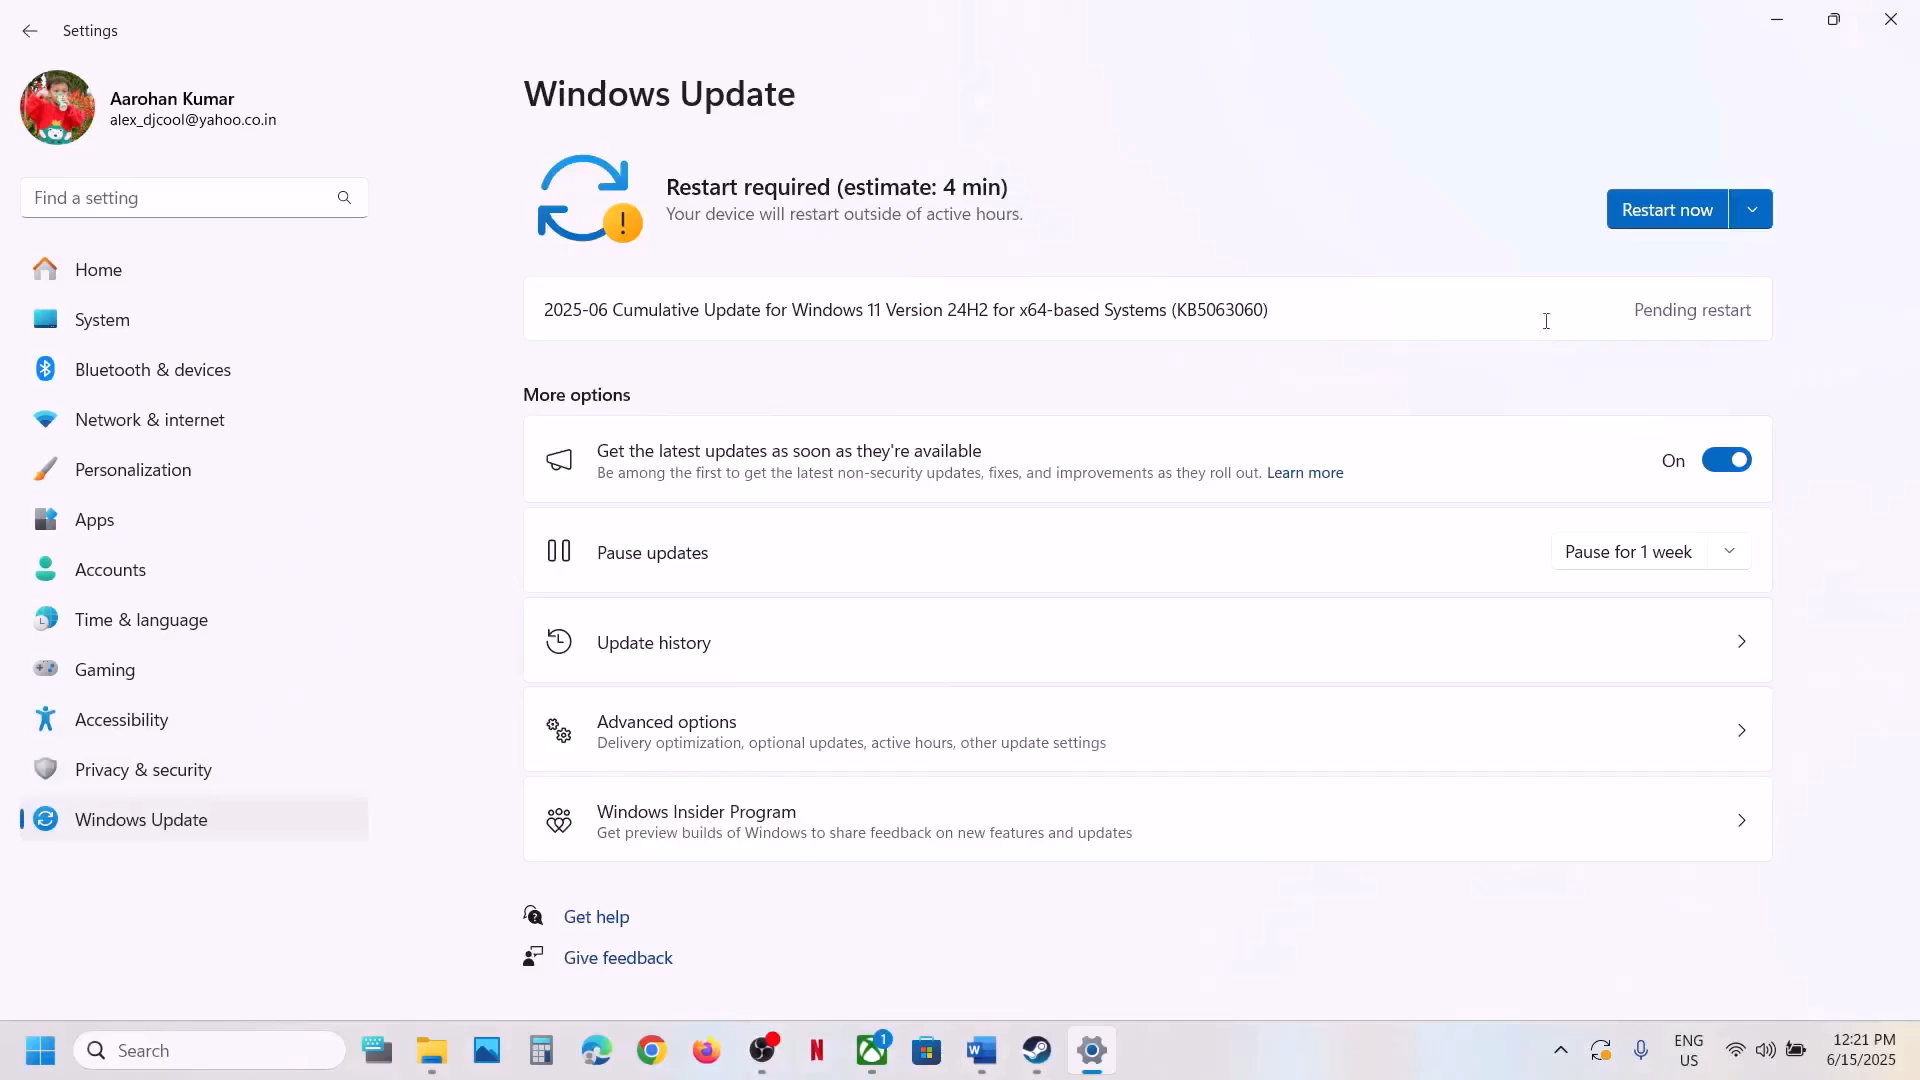 Settings
Aarohan Kumar
alex_djcool@yahoo.co.in
Find a setting
Home
System
Bluetooth & devices
Network & internet
Personalization
Apps
Accounts
Time & language
Gaming
Accessibility
Privacy & security
Windows Update
Windows Update
Restart required (estimate: 4 min)
Your device will restart outside of active hours.
Restart now
2025-06 Cumulative Update for Windows 11 Version 24H2 for x64-based Systems (KB5063060)
Pending restart
More options
Get the latest updates as soon as they're available
Be among the first to get the latest non-security updates, fixes, and improvements as they roll out. Learn more
On
Pause updates
Pause for 1 week
Update history
Advanced options
Delivery optimization, optional updates, active hours, other update settings
Windows Insider Program
Get preview builds of Windows to share feedback on new features and updates
Get help
Give feedback
Search
N
1
W
ENG
US
12:21 PM
6/15/2025